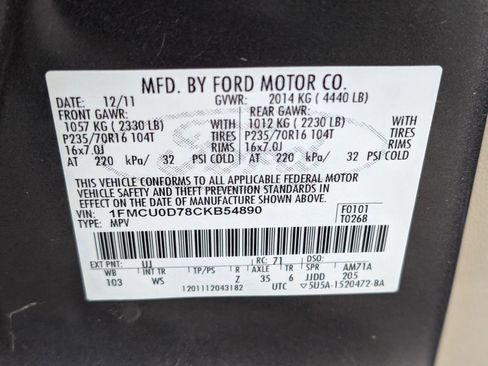 MFD. BY FORD MOTOR CO.
DATE: 12/11 GVWR: 2014 KG ( 4440 LB)
FRONT GAWR: REAR GAWR:
1057 KG ( 2330 LB) WITH 1012 KG ( 2230 LB) WITH
P235/70R16 104T TIRES P235/70R16 104T TIRES
16x7.0J RIMS 16x7.0J RIMS
AT 220 kPa/ 32 PSI COLD AT 220 kPa/ 32 PSI COLD
THIS VEHICLE CONFORMS TO ALL APPLICABLE FEDERAL MOTOR
VEHICLE SAFETY AND THEFT PREVENTION STANDARDS IN
EFFECT ON THE DATE OF MANUFACTURE SHOWN ABOVE.
VIN: 1FMCU0D78CKB54890 F0101
TYPE: MPV T0268
EXT PNT: UJ RC: 71 DSO:
WB INT TR TP/PS R AXLE TR SPR AM71A
103 WS Z 35 6 JJDD 205
1201112043182 UTC ▽5U5A-1520472-BA